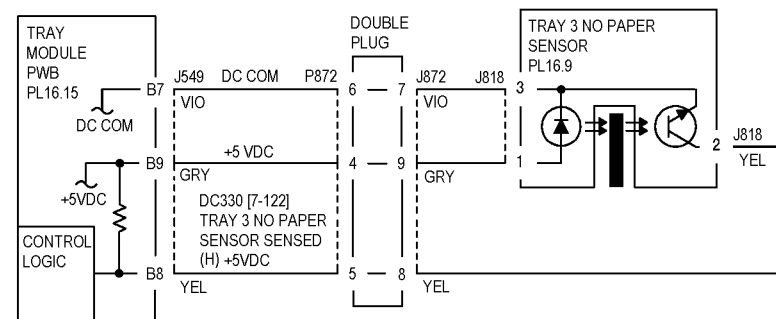 TRAY
MODULE
PWB
PL16.15
DC COM
+5VDC
CONTROL
LOGIC
B7
B9
B8
J549 DC COM P872
VIO
+5 VDC
GRY
DC330 [7-122]
TRAY 3 NO PAPER
SENSOR SENSED
(H) +5VDC
YEL
DOUBLE
PLUG
6 — 7
4 — 9
5 — 8
J872 J818
VIO
GRY
YEL
TRAY 3 NO PAPER
SENSOR
PL16.9
3
1
2
J818
YEL